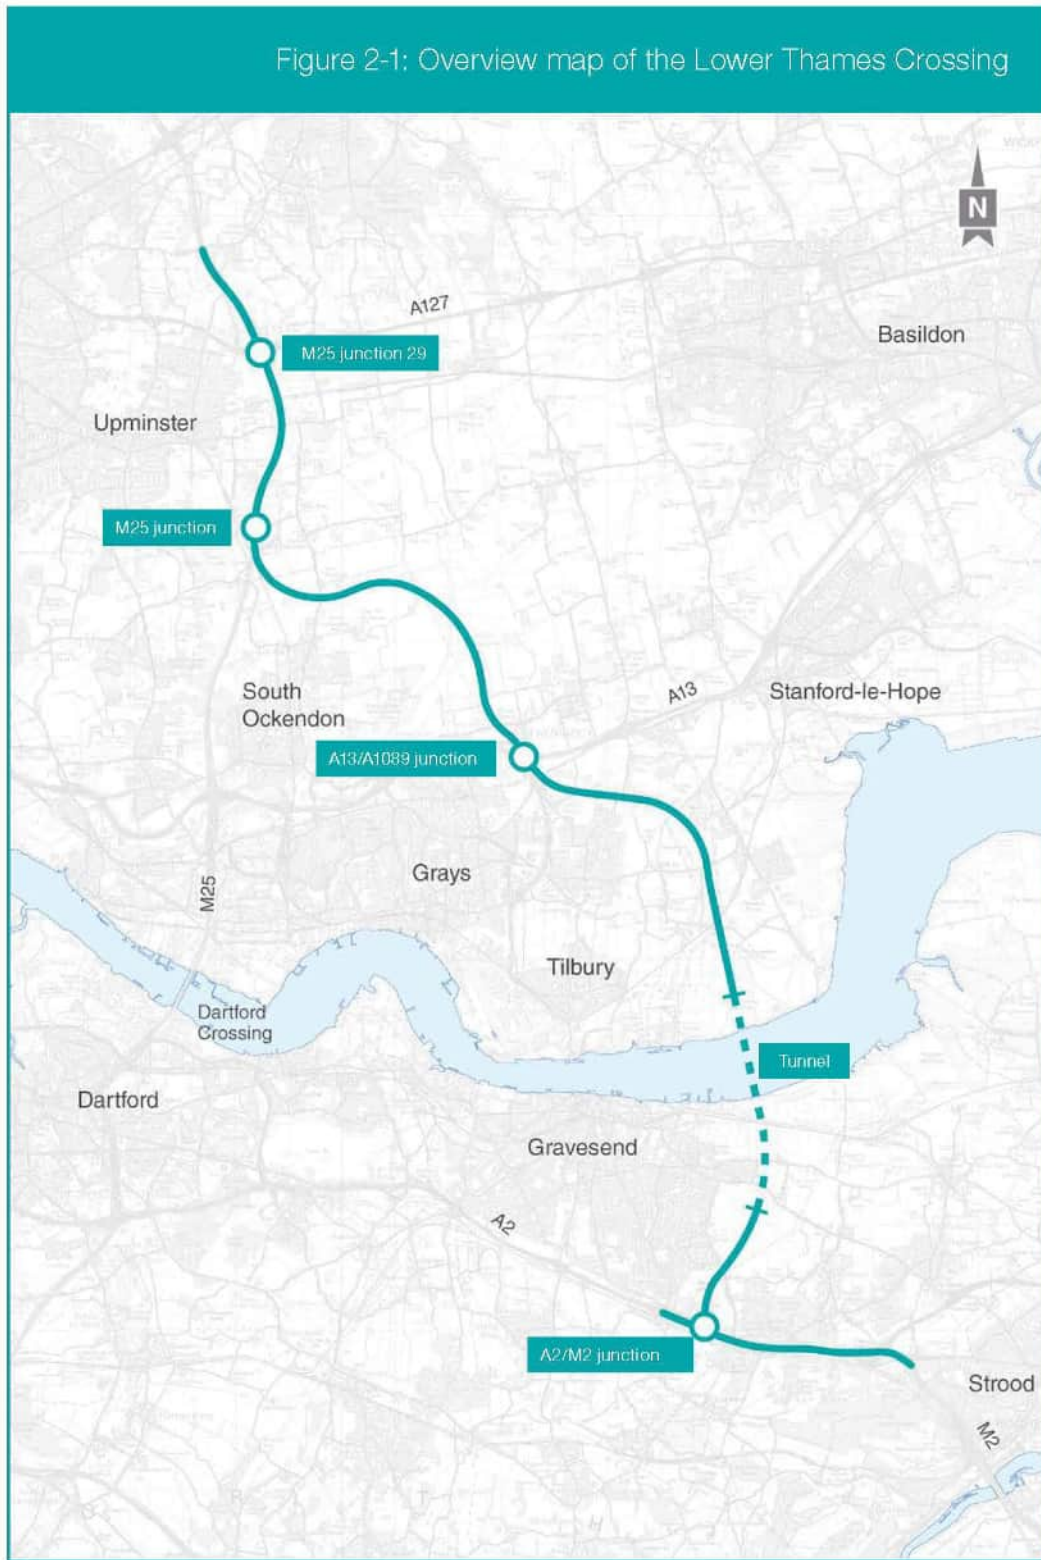 Figure 2-1: Overview map of the Lower Thames Crossing
N
A127
Basildon
M25 junction 29
Upminster
M25 junction
South
Ockendon
A13
Stanford-le-Hope
A13/A1089 junction
Grays
M25
Tilbury
Dartford
Crossing
Tunnel
Dartford
Gravesend
A2
A2/M2 junction
Strood
M2